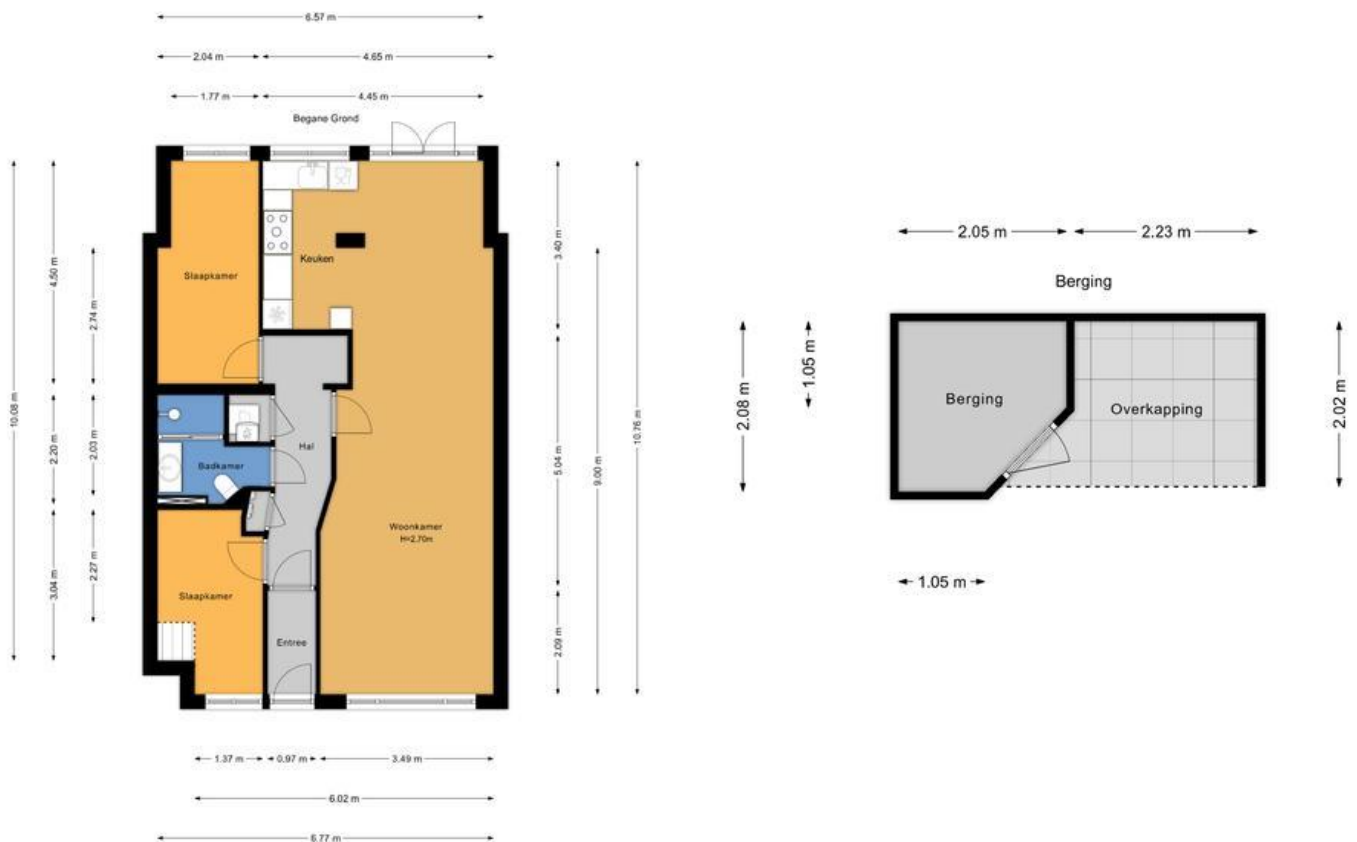 6.57 m
2.04 m
4.65 m
1.77 m
4.45 m
Begane Grond
10.08 m
4.50 m
2.20 m
3.04 m
2.74 m
2.03 m
2.27 m
Slaapkamer
Keuken
Badkamer
Hal
Woonkamer
H=2.70m
Slaapkamer
Entree
3.40 m
5.04 m
2.09 m
9.00 m
10.76 m
1.37 m
0.97 m
3.49 m
6.02 m
6.77 m
2.05 m
2.23 m
Berging
2.08 m
1.05 m
Berging
Overkapping
2.02 m
1.05 m